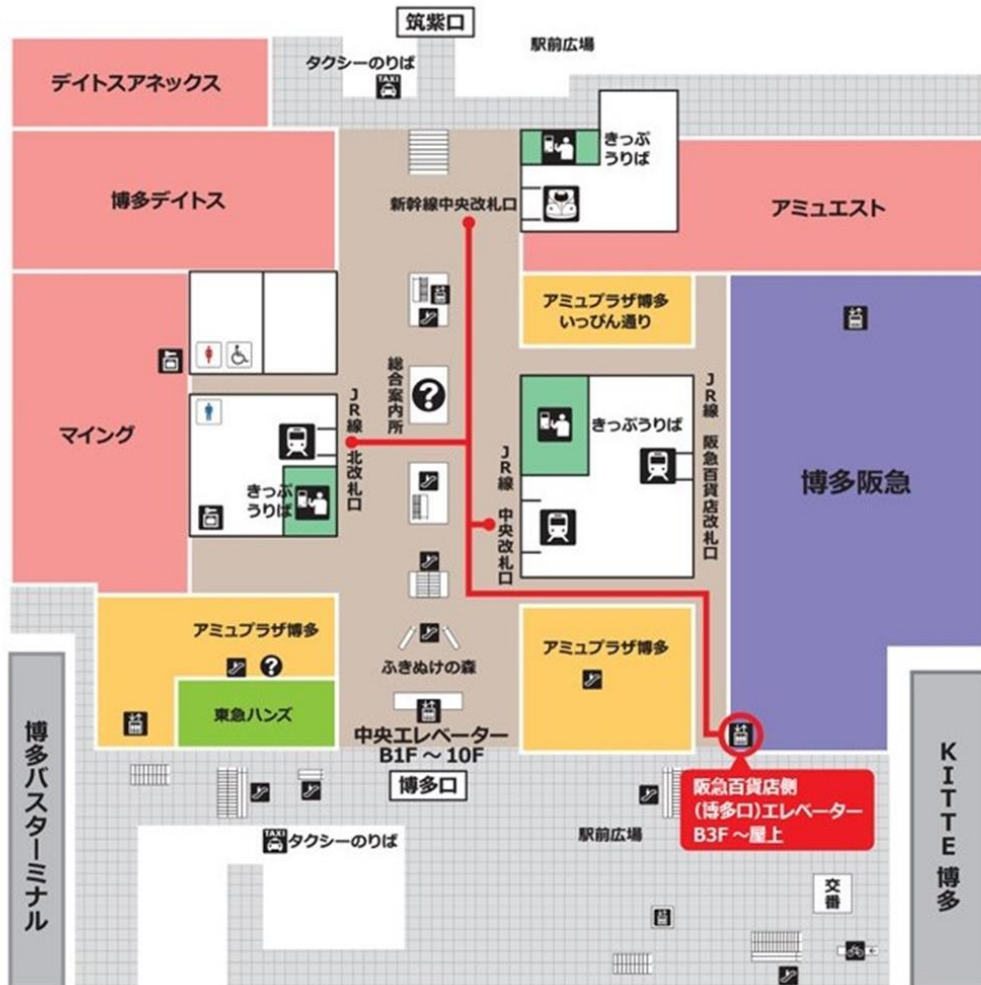 筑紫口
駅前広場
タクシーのりば
TAXI
デイトスアネックス
きっぷ
うりば
博多デイトス
新幹線中央改札口
アミュエスト
アミュプラザ博多
いっぴん通り
総合案内所
?
JR線 北改札口
JR線 阪急百貨店改札口
マイング
きっぷうりば
博多阪急
JR線 中央改札口
きっぷ
うりば
アミュプラザ博多
?
ふきぬけの森
アミュプラザ博多
東急ハンズ
中央エレベーター
B1F ～ 10F
博多口
阪急百貨店側
(博多口)エレベーター
B3F ～屋上
博多バスターミナル
KITTE 博多
TAXI
タクシーのりば
駅前広場
交番